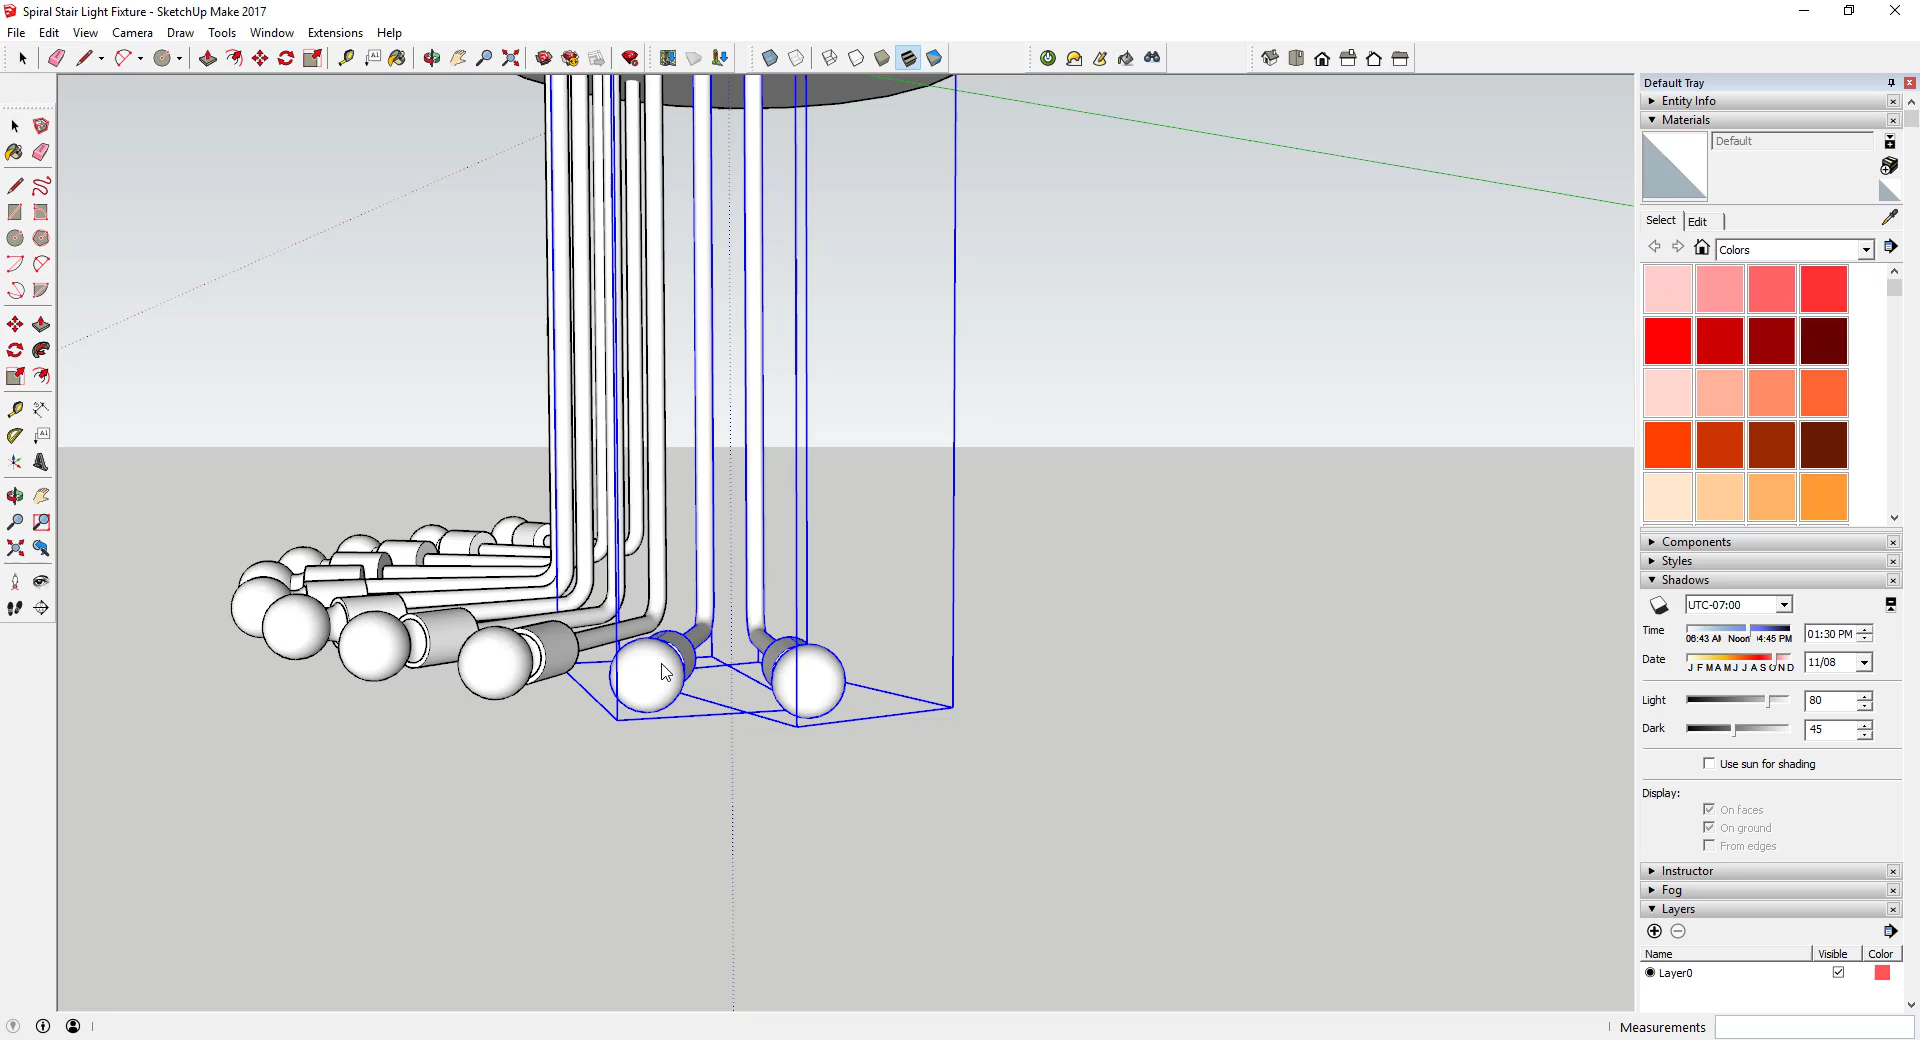 Spiral Stair Light Fixture - SketchUp Make 2017
File Edit View Camera Draw Tools Window Extensions Help
Default Tray
Entity Info
Materials
Default
Select Edit
Colors
Components
Styles
Shadows
UTC-07:00
Time 06:43 AM Noon 04:45 PM 01:30 PM
Date J F M A M J J A S O N D 11/08
Light 80
Dark 45
Use sun for shading
Display:
On faces
On ground
From edges
Instructor
Fog
Layers
Name Visible Color
Layer0
Measurements